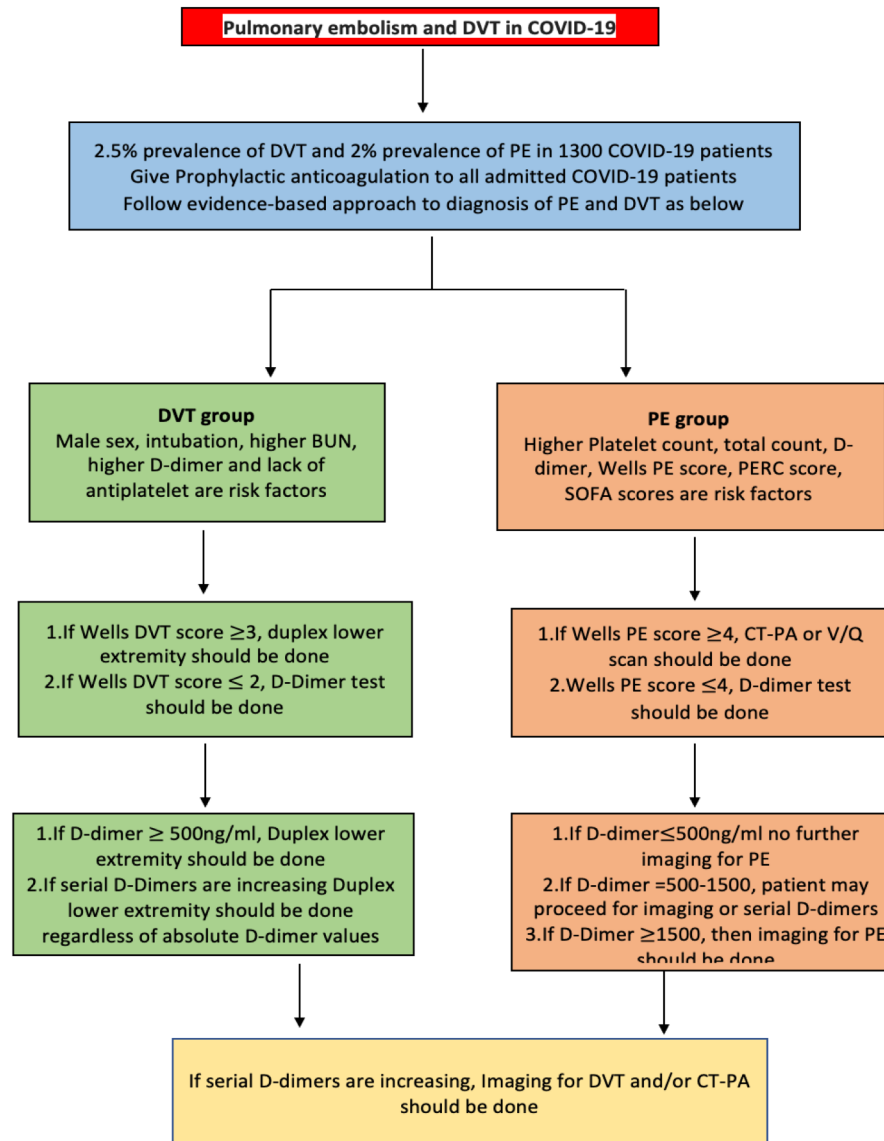 Pulmonary embolism and DVT in COVID-19
2.5% prevalence of DVT and 2% prevalence of PE in 1300 COVID-19 patients
Give Prophylactic anticoagulation to all admitted COVID-19 patients
Follow evidence-based approach to diagnosis of PE and DVT as below
DVT group
Male sex, intubation, higher BUN,
higher D-dimer and lack of
antiplatelet are risk factors
PE group
Higher Platelet count, total count, D-
dimer, Wells PE score, PERC score,
SOFA scores are risk factors
1.If Wells DVT score ≥3, duplex lower
extremity should be done
2.If Wells DVT score ≤ 2, D-Dimer test
should be done
1.If Wells PE score ≥4, CT-PA or V/Q
scan should be done
2.Wells PE score ≤4, D-dimer test
should be done
1.If D-dimer ≥ 500ng/ml, Duplex lower
extremity should be done
2.If serial D-Dimers are increasing Duplex
lower extremity should be done
regardless of absolute D-dimer values
1.If D-dimer≤500ng/ml no further
imaging for PE
2.If D-dimer =500-1500, patient may
proceed for imaging or serial D-dimers
3.If D-Dimer ≥1500, then imaging for PE
should be done
If serial D-dimers are increasing, Imaging for DVT and/or CT-PA
should be done